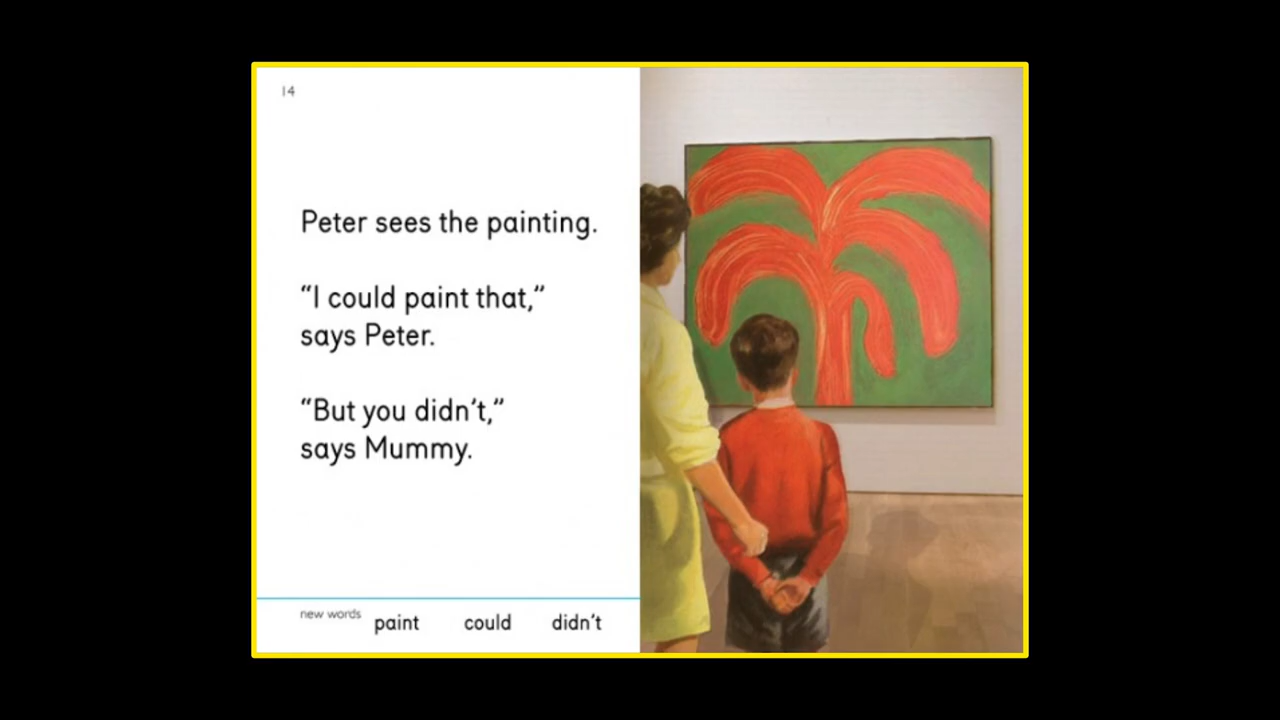 14
Peter sees the painting.
“I could paint that,”
says Peter.
“But you didn’t,”
says Mummy.
new words paint could didn’t